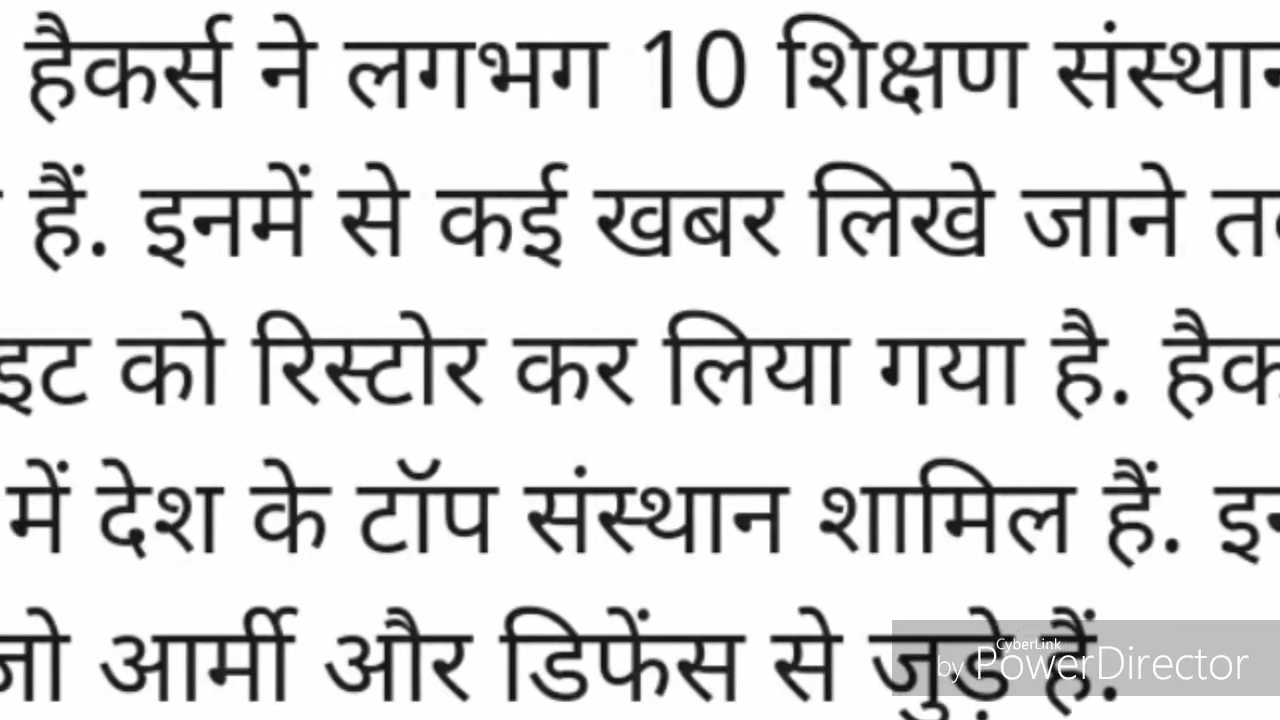 हैकर्स ने लगभग 10 शिक्षण
हैं. इनमें से कई खबर लिखे जाने
को रिस्टोर कर लिया गया है.
में देश के टॉप संस्थान शामिल हैं.
जो आर्मी और डिफेंस से जुड़े हैं.
CyberLink
by PowerDirector